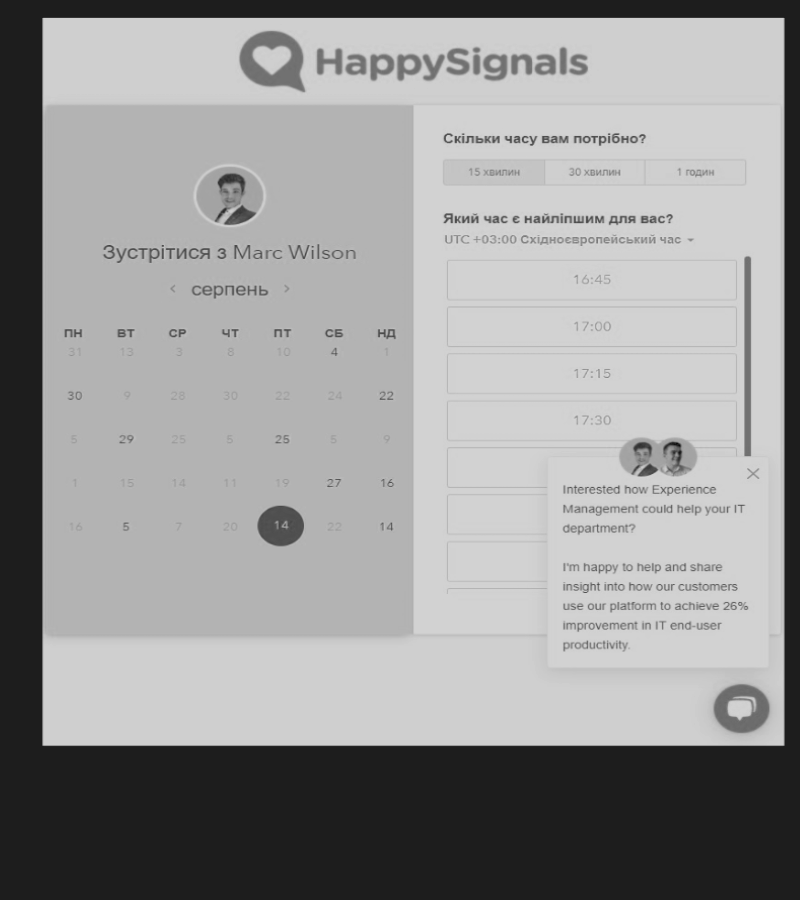 HappySignals
Зустрітися з Marc Wilson
серпень
ПН ВТ СР ЧТ ПТ СБ НД
31 13 3 8 10 4 1
30 9 28 30 22 24 22
5 29 25 5 25 5 9
1 15 14 11 19 27 16
16 5 7 20 14 22 14
Скільки часу вам потрібно?
15 хвилин 30 хвилин 1 годин
Який час є найліпшим для вас?
UTC +03:00 Східноєвропейський час
16:45
17:00
17:15
17:30
Interested how Experience
Management could help your IT
department?
I'm happy to help and share
insight into how our customers
use our platform to achieve 26%
improvement in IT end-user
productivity.